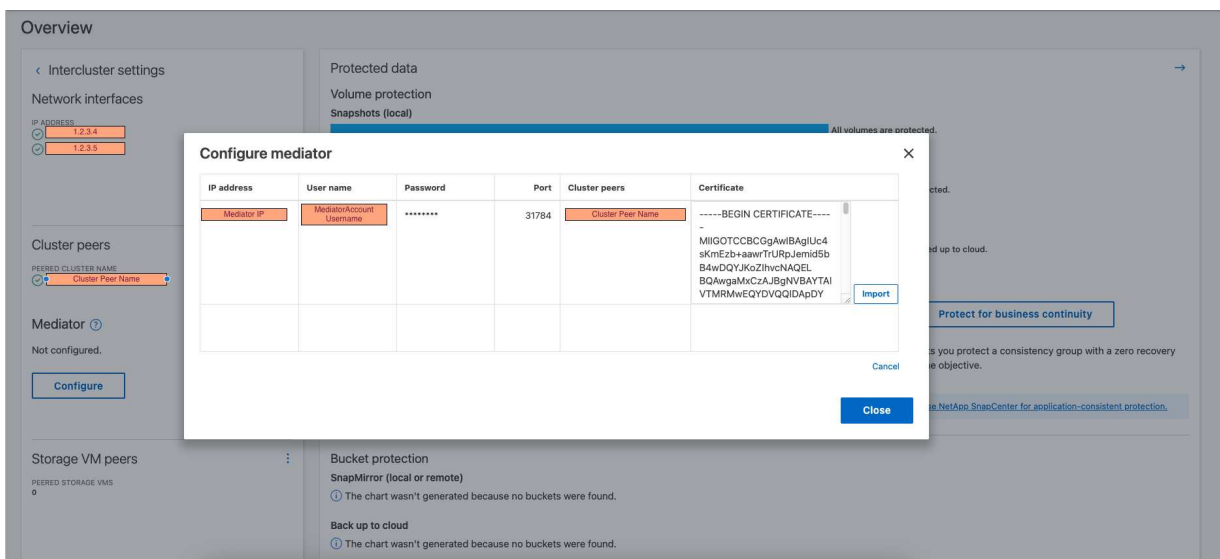 Overview
Intercluster settings
Network interfaces
IP ADDRESS
1.2.3.4
1.2.3.5
Cluster peers
PEERED CLUSTER NAME
Cluster Peer Name
Mediator
Not configured.
Configure
Storage VM peers
PEERED STORAGE VMS
0
Protected data
Volume protection
Snapshots (local)
All volumes are protected.
cted.
ed up to cloud.
Protect for business continuity
s you protect a consistency group with a zero recovery
e objective.
se NetApp SnapCenter for application-consistent protection.
Configure mediator
IP address User name Password Port Cluster peers Certificate
Mediator IP
MediatorAccount
Username
••••••••
31784
Cluster Peer Name
-----BEGIN CERTIFICATE----
-
MIIGOTCCBCGgAwIBAgIUc4
sKmEzb+aawrTrURpJemid5b
B4wDQYJKoZIhvcNAQEL
BQAwgaMxCzAJBgNVBAYTAl
VTMRMwEQYDVQQIDApDY
Import
Cancel
Close
Bucket protection
SnapMirror (local or remote)
The chart wasn't generated because no buckets were found.
Back up to cloud
The chart wasn't generated because no buckets were found.